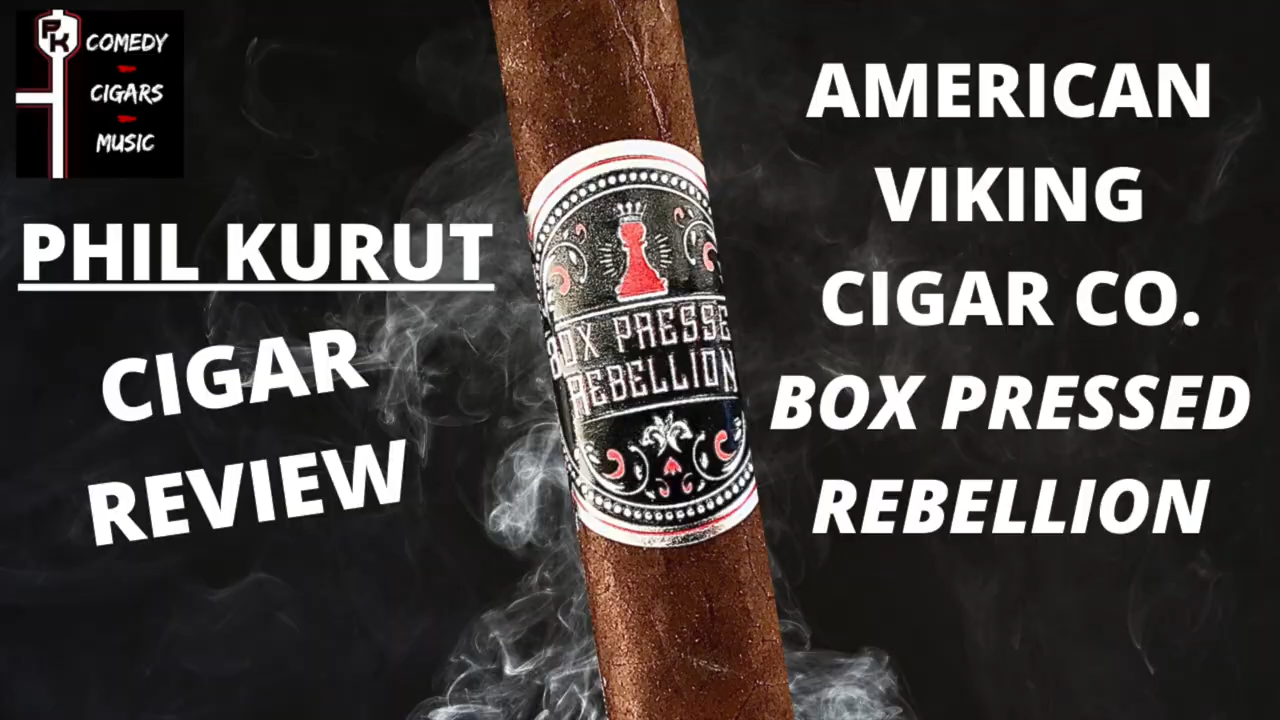 PK
COMEDY
CIGARS
MUSIC
PHIL KURUT
CIGAR
REVIEW
BOX PRESSE
REBELLION
AMERICAN
VIKING
CIGAR CO.
BOX PRESSED
REBELLION